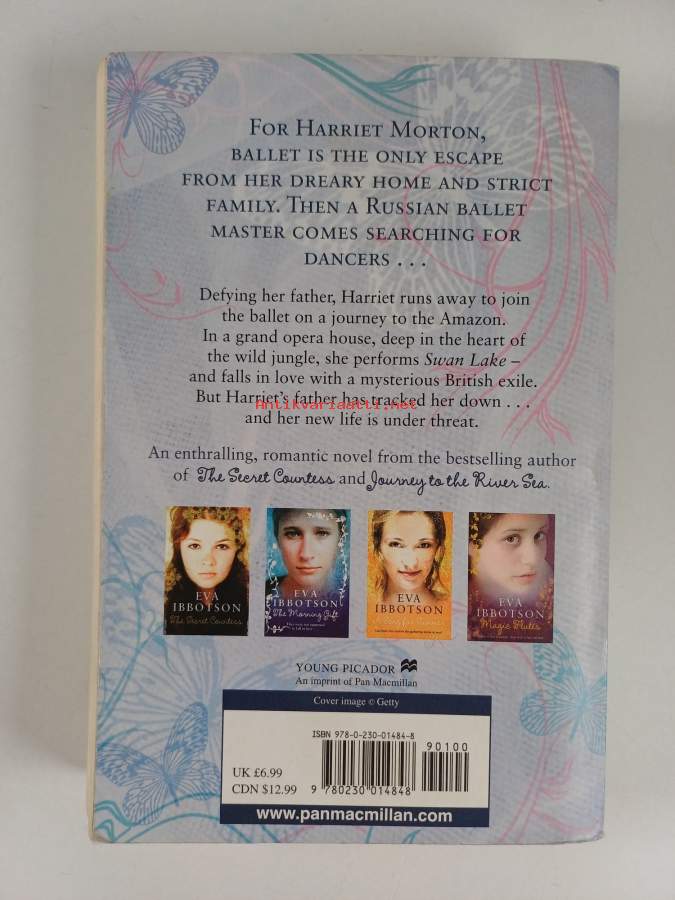 For Harriet Morton,
ballet is the only escape
from her dreary home and strict
family. Then a Russian ballet
master comes searching for
dancers . . .
Defying her father, Harriet runs away to join
the ballet on a journey to the Amazon.
In a grand opera house, deep in the heart of
the wild jungle, she performs Swan Lake –
and falls in love with a mysterious British exile.
But Harriet's father has tracked her down . . .
Antikvariaatti.net
and her new life is under threat.
An enthralling, romantic novel from the bestselling author
of The Secret Countess and Journey to the River Sea.
EVA
IBBOTSON
The Secret Countess
EVA
IBBOTSON
The Morning Gift
EVA
IBBOTSON
A Song for Summer
EVA
IBBOTSON
Magic Flutes
YOUNG PICADOR
An imprint of Pan Macmillan
Cover image © Getty
ISBN 978-0-230-01484-8
90100
UK £6.99
CDN $12.99
9 780230 014848
www.panmacmillan.com